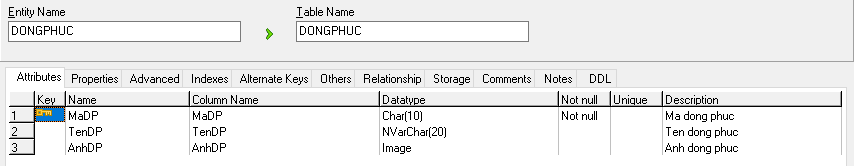 Entity Name Table Name
DONGPHUC DONGPHUC
Attributes Properties Advanced Indexes Alternate Keys Others Relationship Storage Comments Notes DDL
Key Name Column Name Datatype Not null Unique Description
1 MaDP MaDP Char(10) Not null Ma dong phuc
2 TenDP TenDP NVarChar(20) Ten dong phuc
3 AnhDP AnhDP Image Anh dong phuc